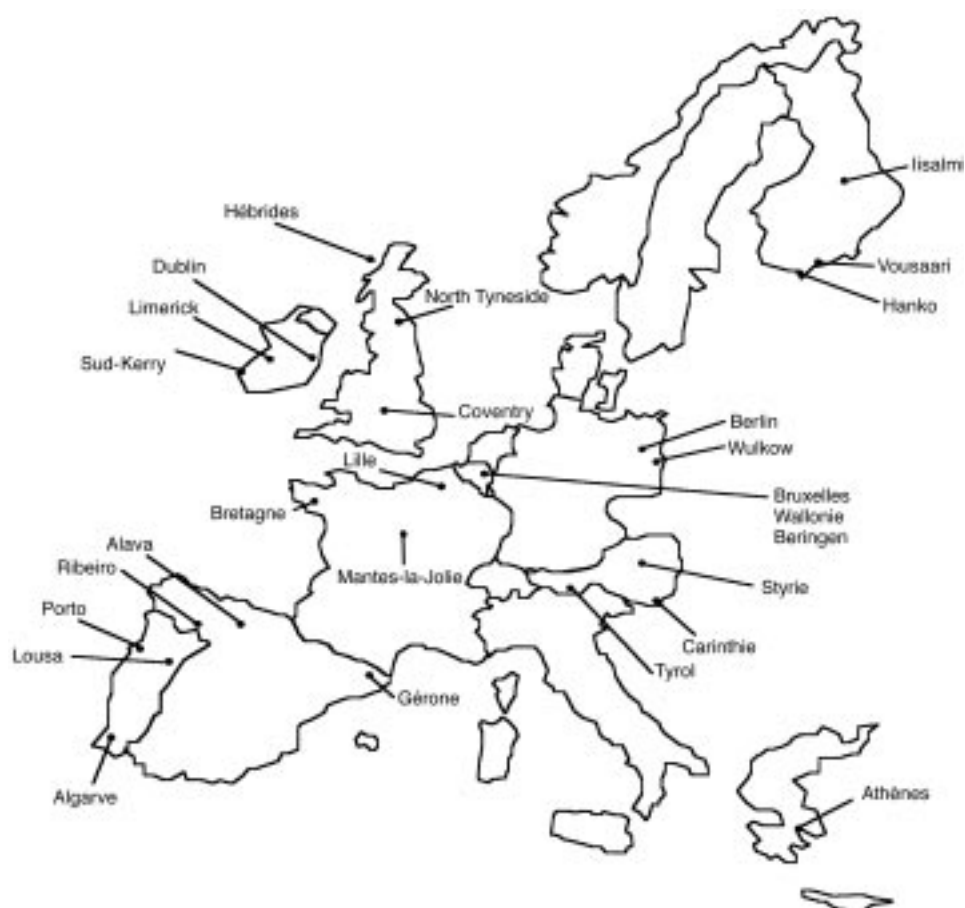 Iisalmi
Hébrides
Dublin
Vousaari
Limerick
North Tyneside
Hanko
Sud-Kerry
Coventry
Berlin
Lille
Wulkow
Bretagne
Bruxelles
Wallonie
Beringen
Alava
Ribeiro
Mantes-la-Jolie
Styrie
Porto
Carinthie
Lousa
Tyrol
Gérone
Algarve
Athènes